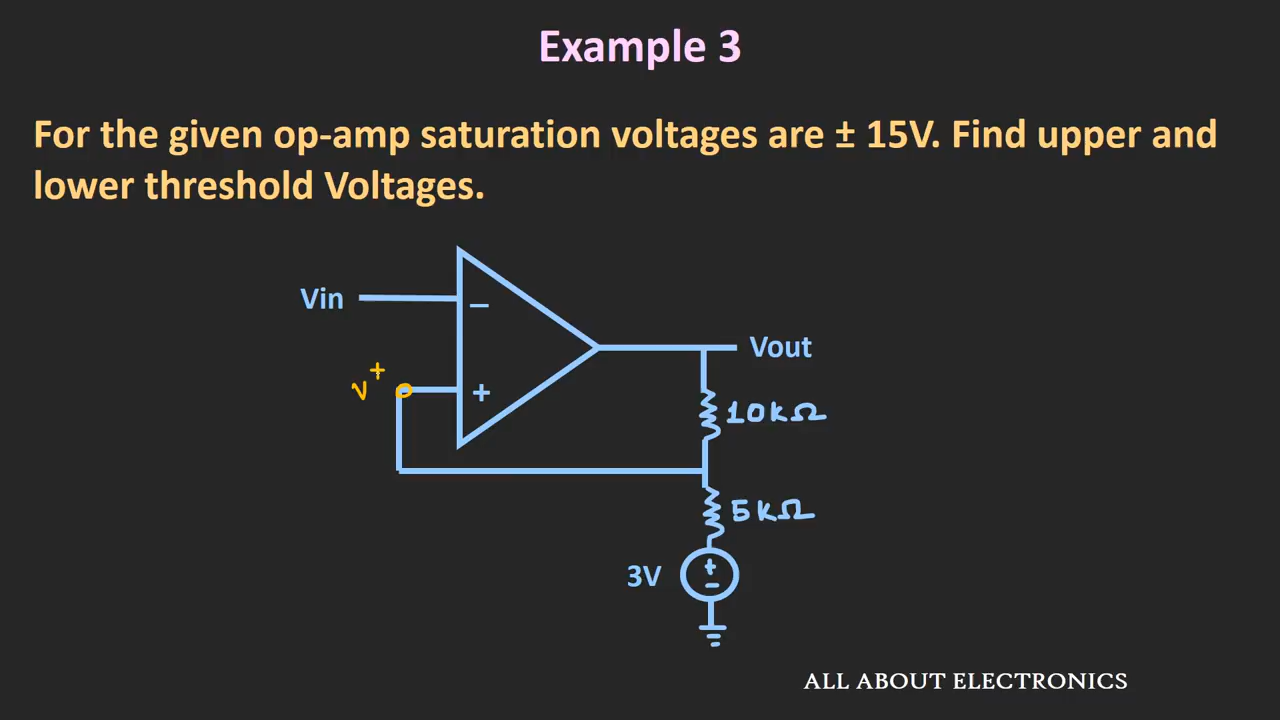 Example 3
For the given op-amp saturation voltages are ± 15V. Find upper and
lower threshold Voltages.
Vin
−
Vout
V+
+
10kΩ
5kΩ
3V
+
−
ALL ABOUT ELECTRONICS